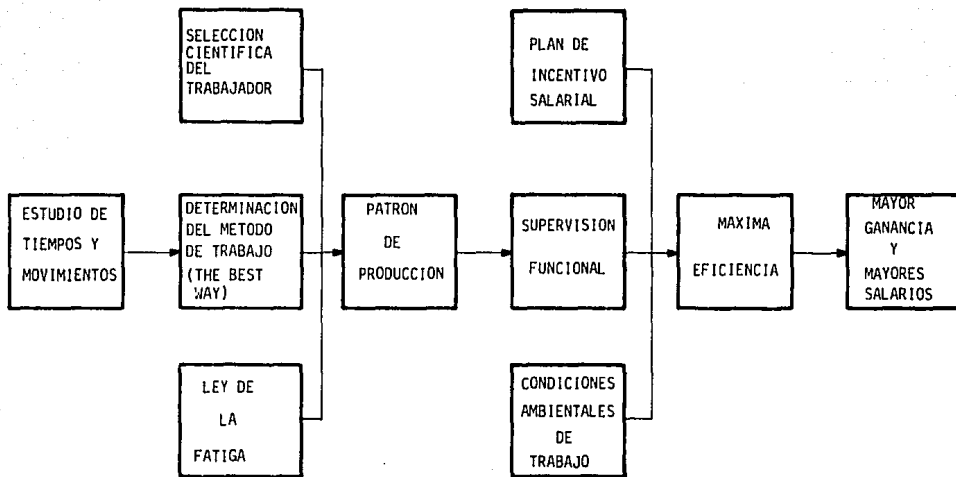 SELECCION
CIENTIFICA
DEL
TRABAJADOR
PLAN DE
INCENTIVO
SALARIAL
ESTUDIO DE
TIEMPOS Y
MOVIMIENTOS
DETERMINACION
DEL METODO
DE TRABAJO
(THE BEST
WAY)
PATRON
DE
PRODUCCION
SUPERVISION
FUNCIONAL
MAXIMA
EFICIENCIA
MAYOR
GANANCIA
Y
MAYORES
SALARIOS
LEY DE
LA
FATIGA
CONDICIONES
AMBIENTALES
DE
TRABAJO